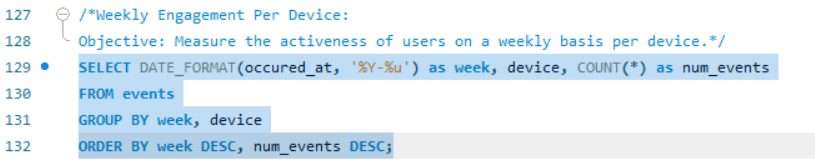 127 /*Weekly Engagement Per Device:
128 Objective: Measure the activeness of users on a weekly basis per device.*/
129 SELECT DATE_FORMAT(occured_at, '%Y-%u') as week, device, COUNT(*) as num_events
130 FROM events
131 GROUP BY week, device
132 ORDER BY week DESC, num_events DESC;